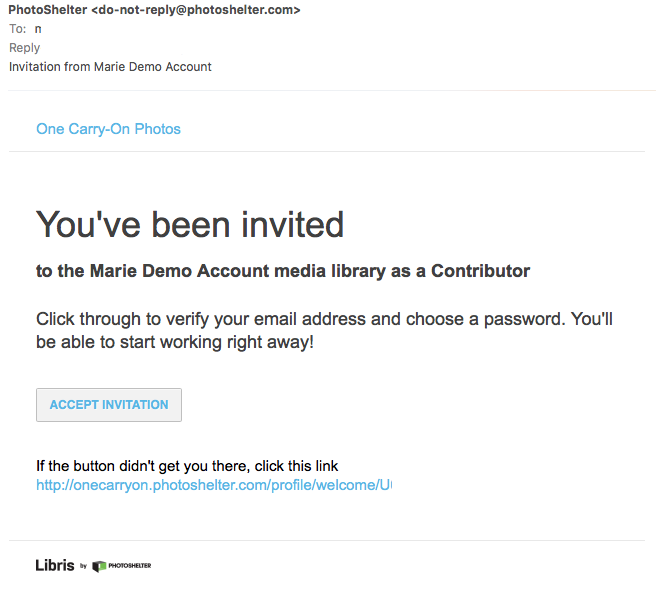 PhotoShelter <do-not-reply@photoshelter.com>
To: n
Reply
Invitation from Marie Demo Account
One Carry-On Photos
You've been invited
to the Marie Demo Account media library as a Contributor
Click through to verify your email address and choose a password. You'll
be able to start working right away!
ACCEPT INVITATION
If the button didn't get you there, click this link
http://onecarryon.photoshelter.com/profile/welcome/U
Libris by PHOTOSHELTER